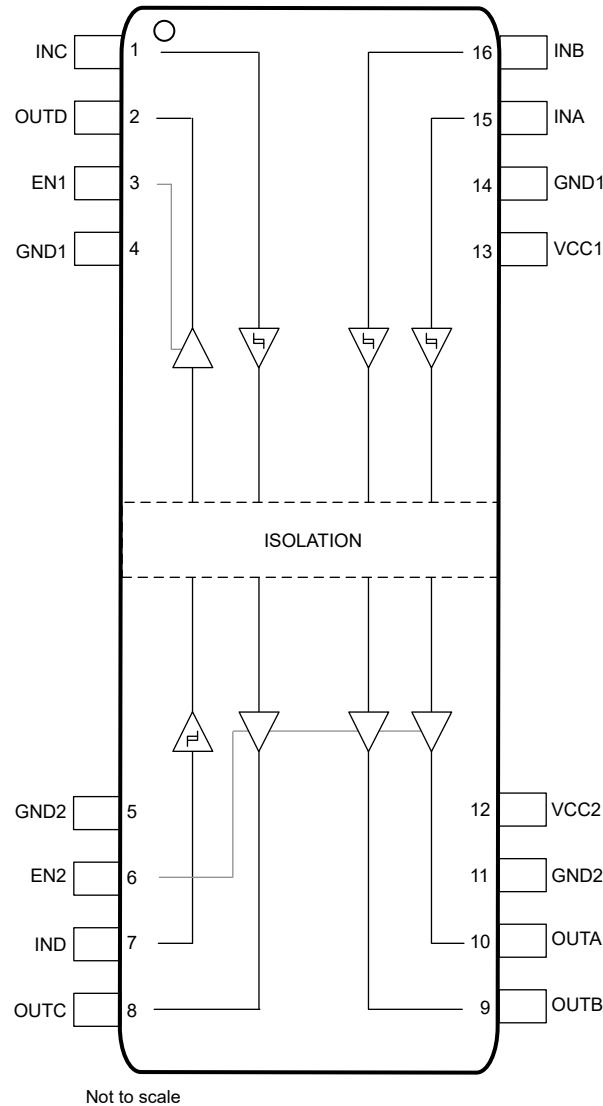 INC 1 16 INB
OUTD 2 15 INA
EN1 3 14 GND1
GND1 4 13 VCC1
ISOLATION
GND2 5 12 VCC2
EN2 6 11 GND2
IND 7 10 OUTA
OUTC 8 9 OUTB
Not to scale